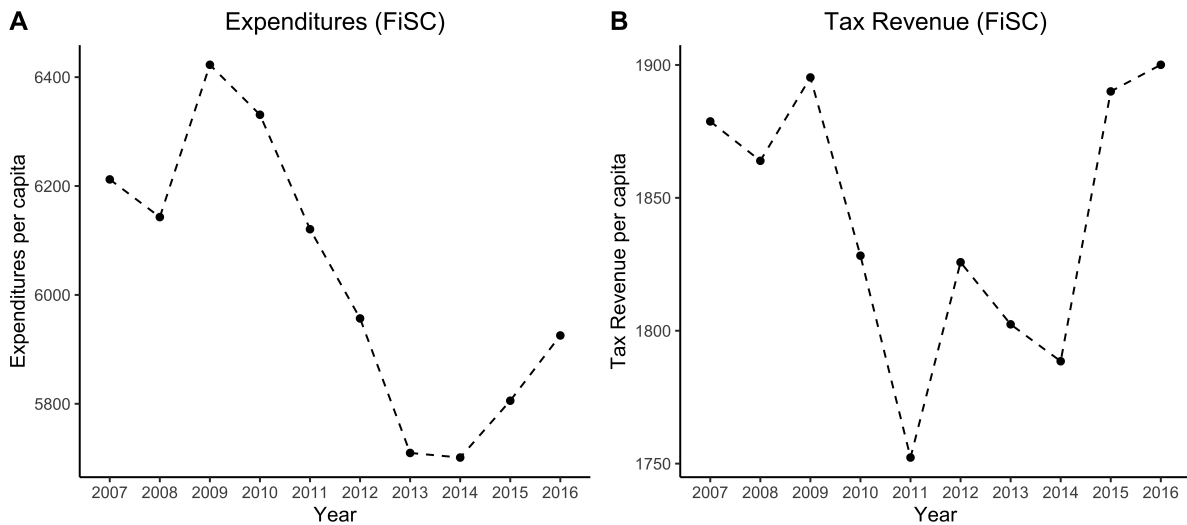 A
Expenditures (FiSC)
Expenditures per capita
6400
6200
6000
5800
2007 2008 2009 2010 2011 2012 2013 2014 2015 2016
Year
B
Tax Revenue (FiSC)
Tax Revenue per capita
1900
1850
1800
1750
2007 2008 2009 2010 2011 2012 2013 2014 2015 2016
Year